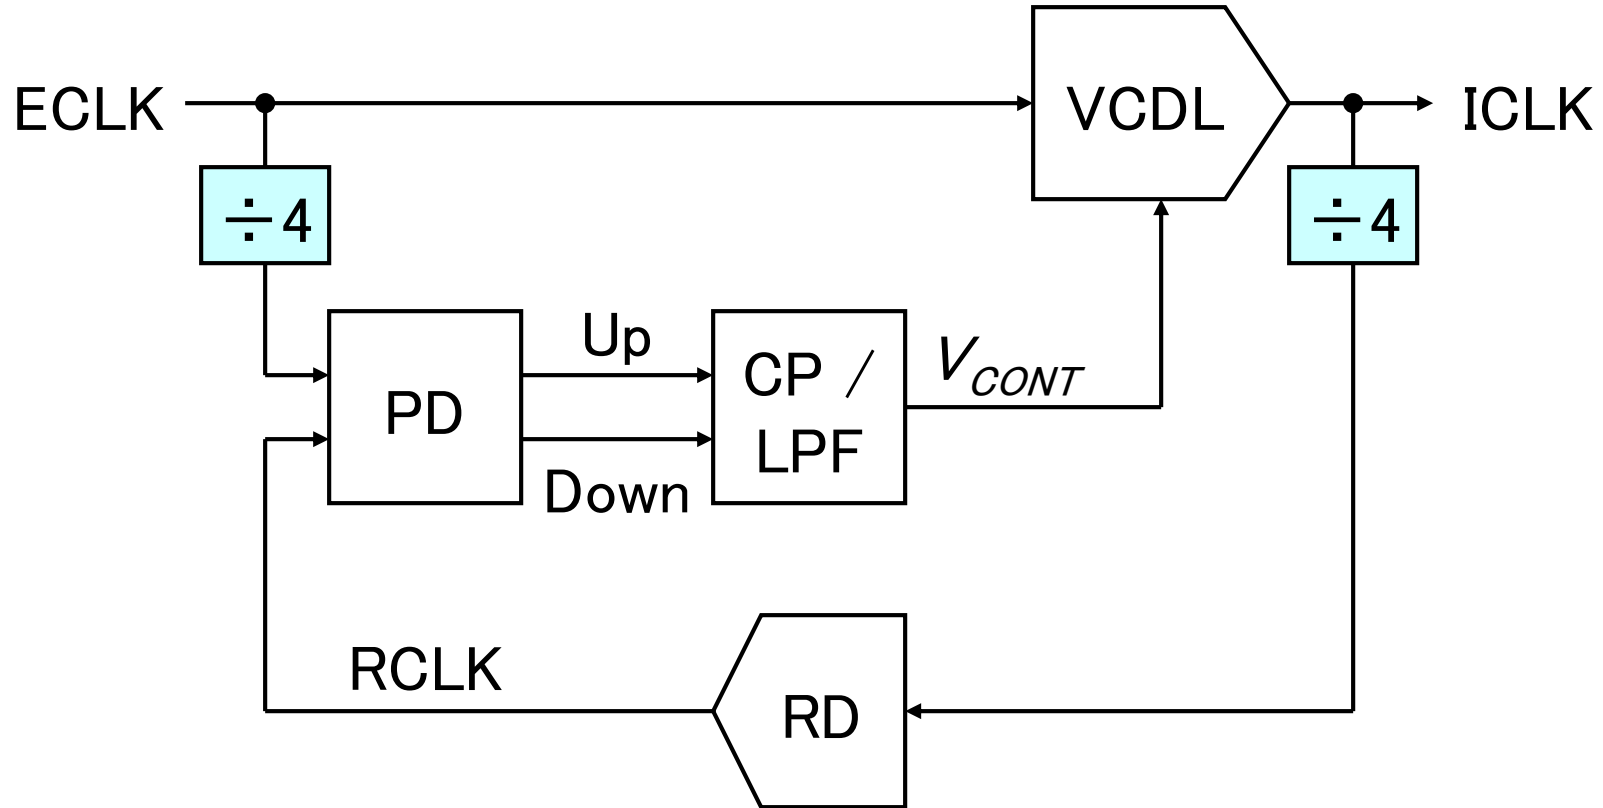 ECLK
VCDL
ICLK
÷4
÷4
Up
PD
CP /
LPF
V_CONT
Down
RCLK
RD